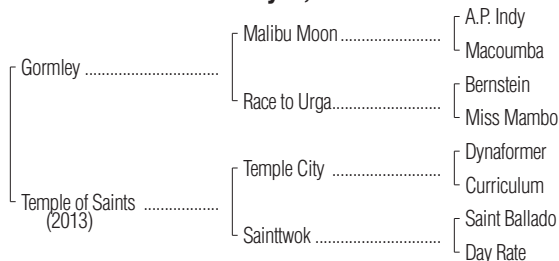 A.P. Indy
Malibu Moon
Macoumba
Gormley
Bernstein
Race to Urga
Miss Mambo
Dynaformer
Temple City
Curriculum
Temple of Saints
(2013)
Saint Ballado
Sainttwok
Day Rate